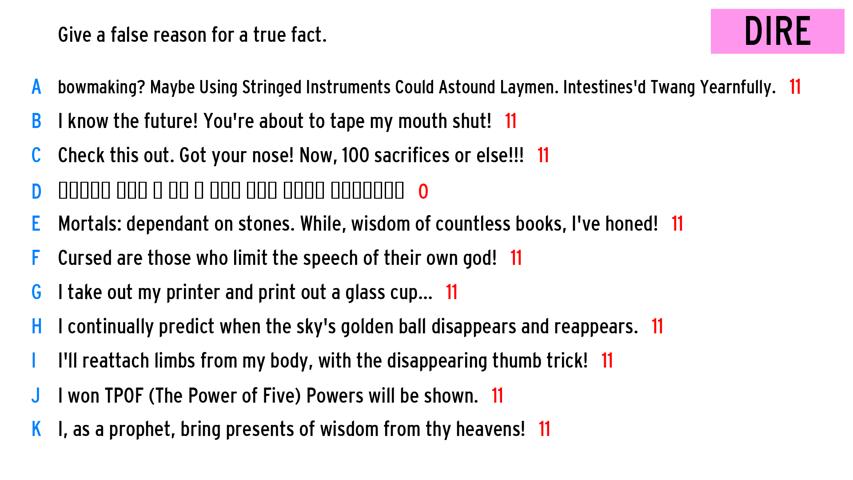 Give a false reason for a true fact.
DIRE
A bowmaking? Maybe Using Stringed Instruments Could Astound Laymen. Intestines'd Twang Yearnfully. 11
B I know the future! You're about to tape my mouth shut! 11
C Check this out. Got your nose! Now, 100 sacrifices or else!!! 11
D 0
E Mortals: dependant on stones. While, wisdom of countless books, I've honed! 11
F Cursed are those who limit the speech of their own god! 11
G I take out my printer and print out a glass cup... 11
H I continually predict when the sky's golden ball disappears and reappears. 11
I I'll reattach limbs from my body, with the disappearing thumb trick! 11
J I won TPOF (The Power of Five) Powers will be shown. 11
K I, as a prophet, bring presents of wisdom from thy heavens! 11